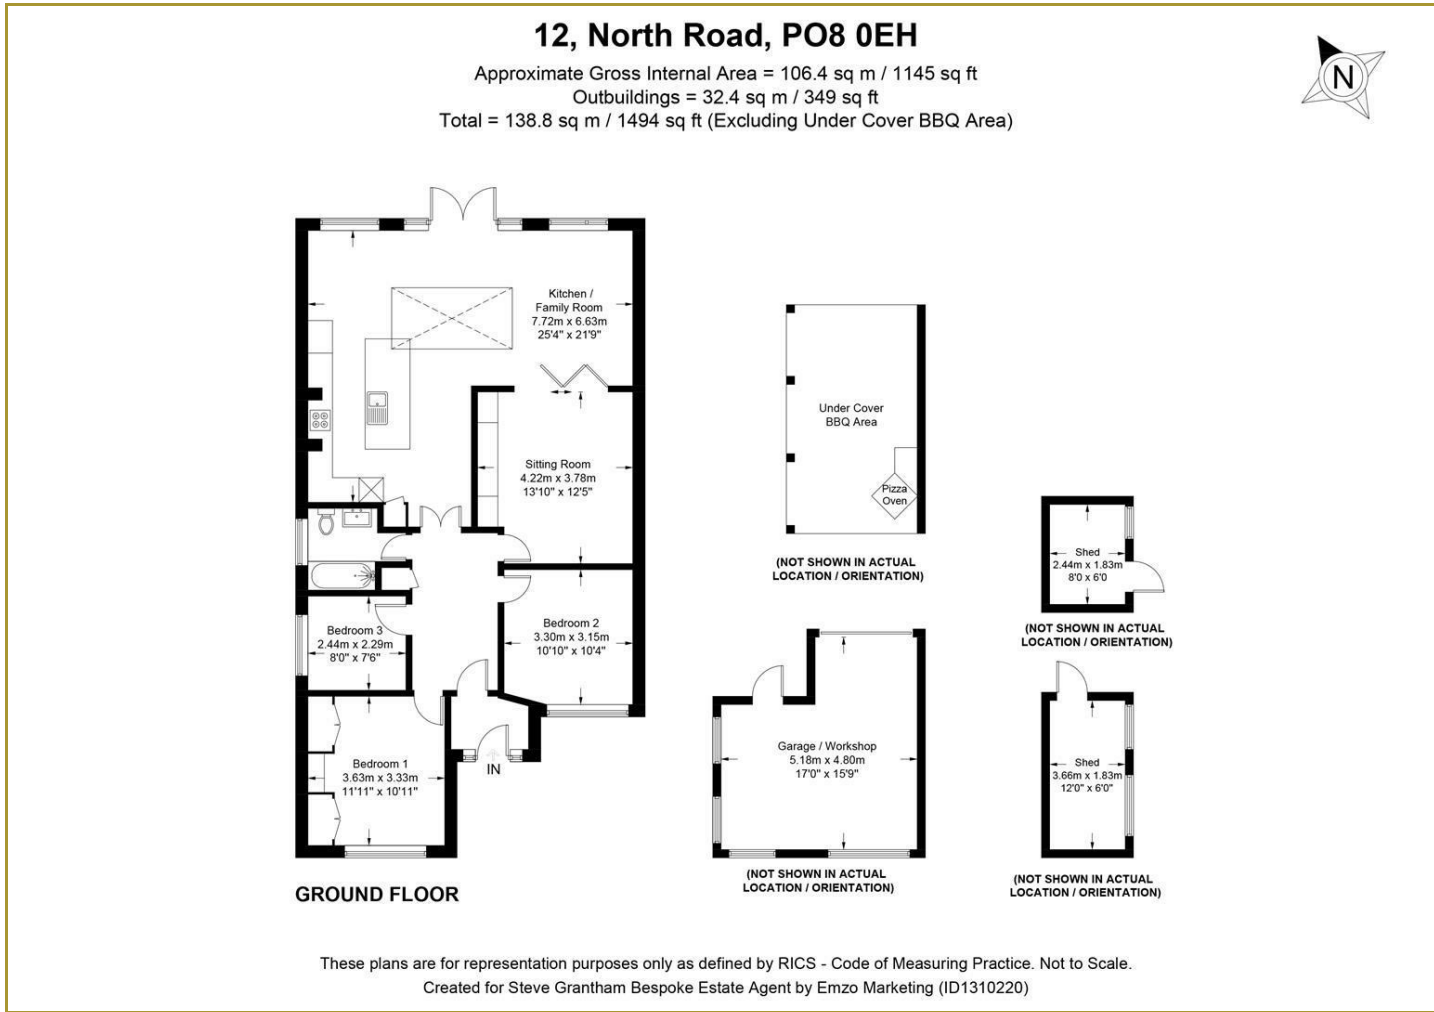 12, North Road, PO8 0EH
Approximate Gross Internal Area = 106.4 sq m / 1145 sq ft
Outbuildings = 32.4 sq m / 349 sq ft
Total = 138.8 sq m / 1494 sq ft (Excluding Under Cover BBQ Area)
N
Kitchen /
Family Room
7.72m x 6.63m
25'4" x 21'9"
Sitting Room
4.22m x 3.78m
13'10" x 12'5"
Bedroom 2
3.30m x 3.15m
10'10" x 10'4"
Bedroom 3
2.44m x 2.29m
8'0" x 7'6"
Bedroom 1
3.63m x 3.33m
11'11" x 10'11"
IN
GROUND FLOOR
Under Cover
BBQ Area
Pizza
Oven
(NOT SHOWN IN ACTUAL
LOCATION / ORIENTATION)
Shed
2.44m x 1.83m
8'0 x 6'0
(NOT SHOWN IN ACTUAL
LOCATION / ORIENTATION)
Garage / Workshop
5.18m x 4.80m
17'0" x 15'9"
(NOT SHOWN IN ACTUAL
LOCATION / ORIENTATION)
Shed
3.66m x 1.83m
12'0" x 6'0"
(NOT SHOWN IN ACTUAL
LOCATION / ORIENTATION)
These plans are for representation purposes only as defined by RICS - Code of Measuring Practice. Not to Scale.
Created for Steve Grantham Bespoke Estate Agent by Emzo Marketing (ID1310220)